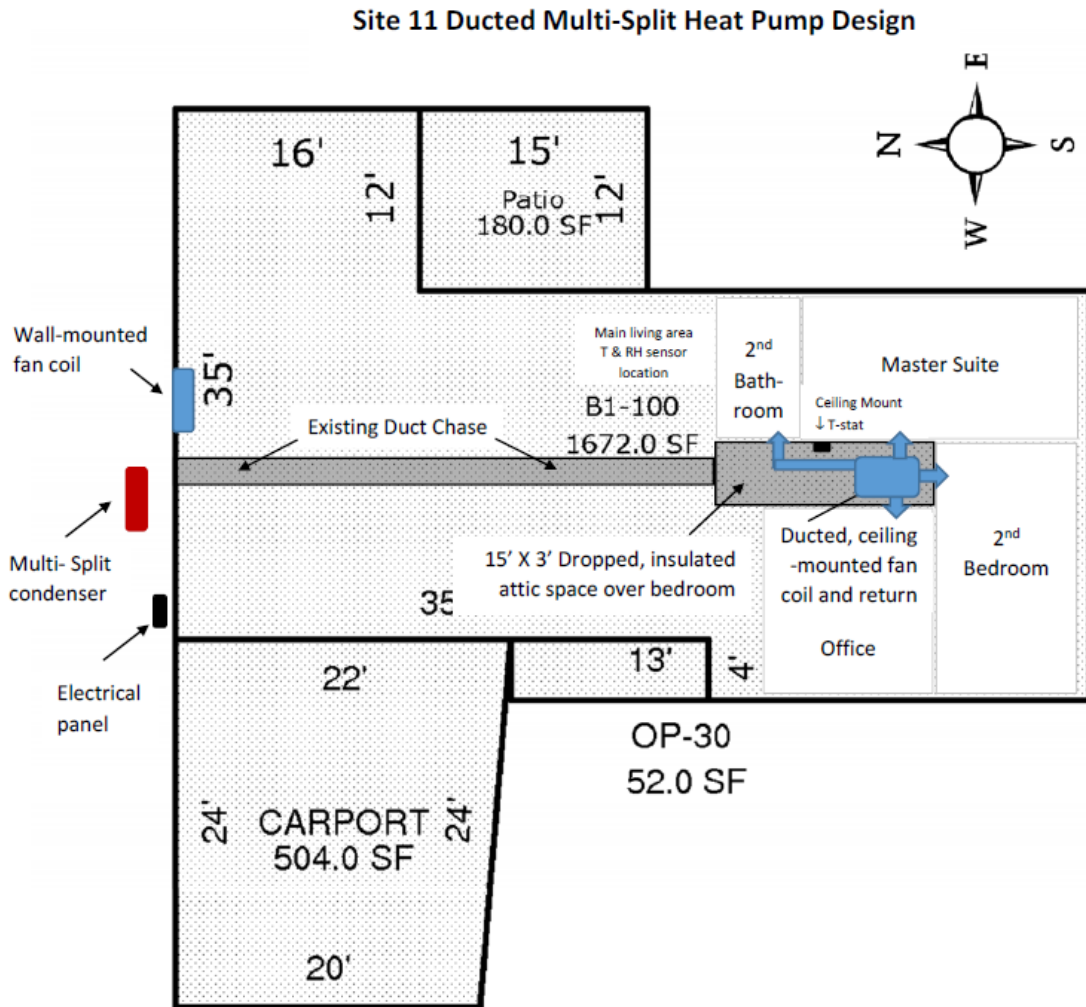 Site 11 Ducted Multi-Split Heat Pump Design
E
N
S
W
16'
15'
12'
Patio
12'
180.0 SF
Wall-mounted
fan coil
35'
Main living area
T & RH sensor
location
B1-100
1672.0 SF
2nd
Bath-
room
Master Suite
Ceiling Mount
↓ T-stat
Existing Duct Chase
Multi- Split
condenser
15' X 3' Dropped, insulated
attic space over bedroom
Ducted, ceiling
-mounted fan
coil and return
2nd
Bedroom
35
Office
Electrical
panel
22'
13'
4'
OP-30
52.0 SF
24'
CARPORT
24'
504.0 SF
20'